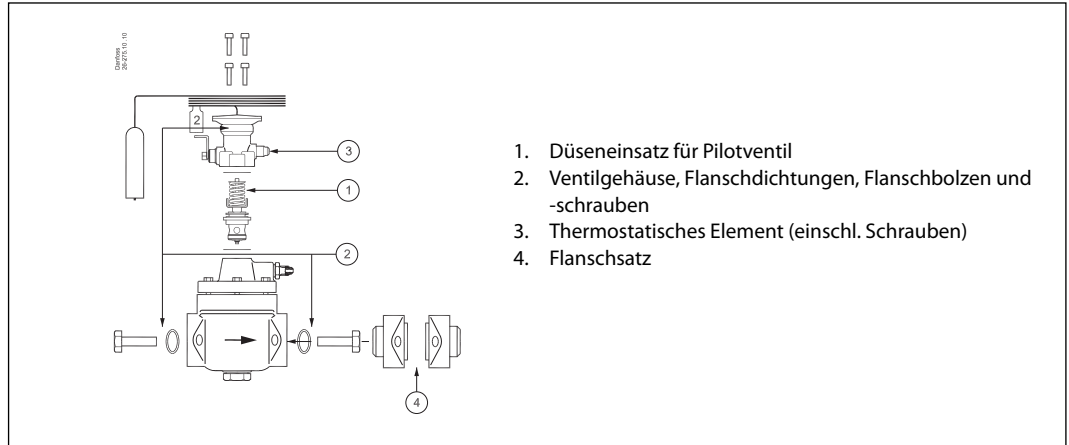 Danfoss
26-275.10 .10
2
3
1
2
4
1. Düseneinsatz für Pilotventil
2. Ventilgehäuse, Flanschdichtungen, Flanschbolzen und
-schrauben
3. Thermostatisches Element (einschl. Schrauben)
4. Flanschsatz